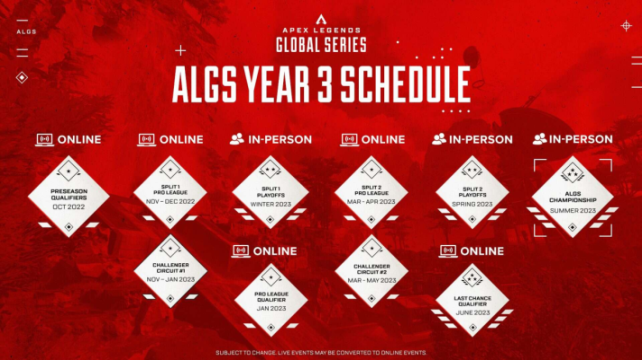 ALGS
APEX LEGENDS
GLOBAL SERIES
ALGS YEAR 3 SCHEDULE
ONLINE
ONLINE
IN-PERSON
ONLINE
IN-PERSON
IN-PERSON
PRESEASON
QUALIFIERS
OCT 2022
SPLIT 1
PRO LEAGUE
NOV – DEC 2022
SPLIT 1
PLAYOFFS
WINTER 2023
SPLIT 2
PRO LEAGUE
MAR – APR 2023
SPLIT 2
PLAYOFFS
SPRING 2023
ALGS
CHAMPIONSHIP
SUMMER 2023
CHALLENGER
CIRCUIT #1
NOV – JAN 2023
ONLINE
PRO LEAGUE
QUALIFIER
JAN 2023
CHALLENGER
CIRCUIT #2
MAR – MAY 2023
ONLINE
LAST CHANCE
QUALIFIER
JUNE 2023
SUBJECT TO CHANGE. LIVE EVENTS MAY BE CONVERTED TO ONLINE EVENTS.